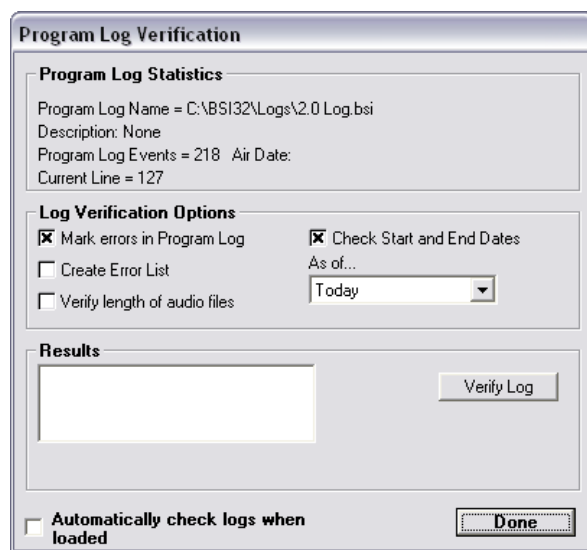 Program Log Verification
Program Log Statistics
Program Log Name = C:\BSI32\Logs\2.0 Log.bsi
Description: None
Program Log Events = 218 Air Date:
Current Line = 127
Log Verification Options
Mark errors in Program Log
Check Start and End Dates
Create Error List
As of...
Verify length of audio files
Today
Results
Verify Log
Automatically check logs when
loaded
Done